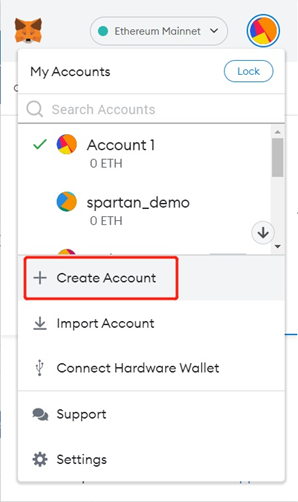 Ethereum Mainnet
My Accounts
Lock
Search Accounts
Account 1
0 ETH
spartan_demo
0 ETH
Create Account
Import Account
Connect Hardware Wallet
Support
Settings